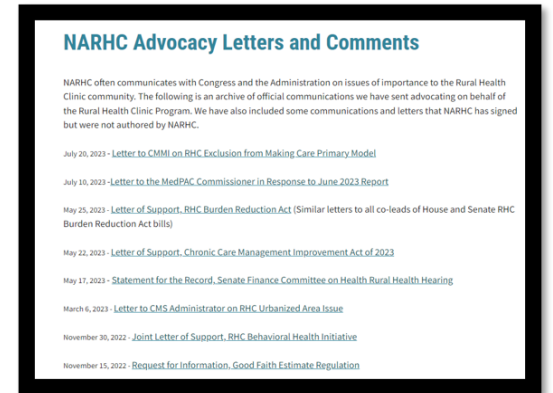 NARHC Advocacy Letters and Comments
NARHC often communicates with Congress and the Administration on issues of importance to the Rural Health
Clinic community. The following is an archive of official communications we have sent advocating on behalf of
the Rural Health Clinic Program. We have also included some communications and letters that NARHC has signed
but were not authored by NARHC.
July 20, 2023 - Letter to CMMI on RHC Exclusion from Making Care Primary Model
July 10, 2023 -Letter to the MedPAC Commissioner in Response to June 2023 Report
May 25, 2023 - Letter of Support, RHC Burden Reduction Act (Similar letters to all co-leads of House and Senate RHC
Burden Reduction Act bills)
May 22, 2023 - Letter of Support, Chronic Care Management Improvement Act of 2023
May 17, 2023 - Statement for the Record, Senate Finance Committee on Health Rural Health Hearing
March 6, 2023 - Letter to CMS Administrator on RHC Urbanized Area Issue
November 30, 2022 - Joint Letter of Support, RHC Behavioral Health Initiative
November 15, 2022 - Request for Information, Good Faith Estimate Regulation